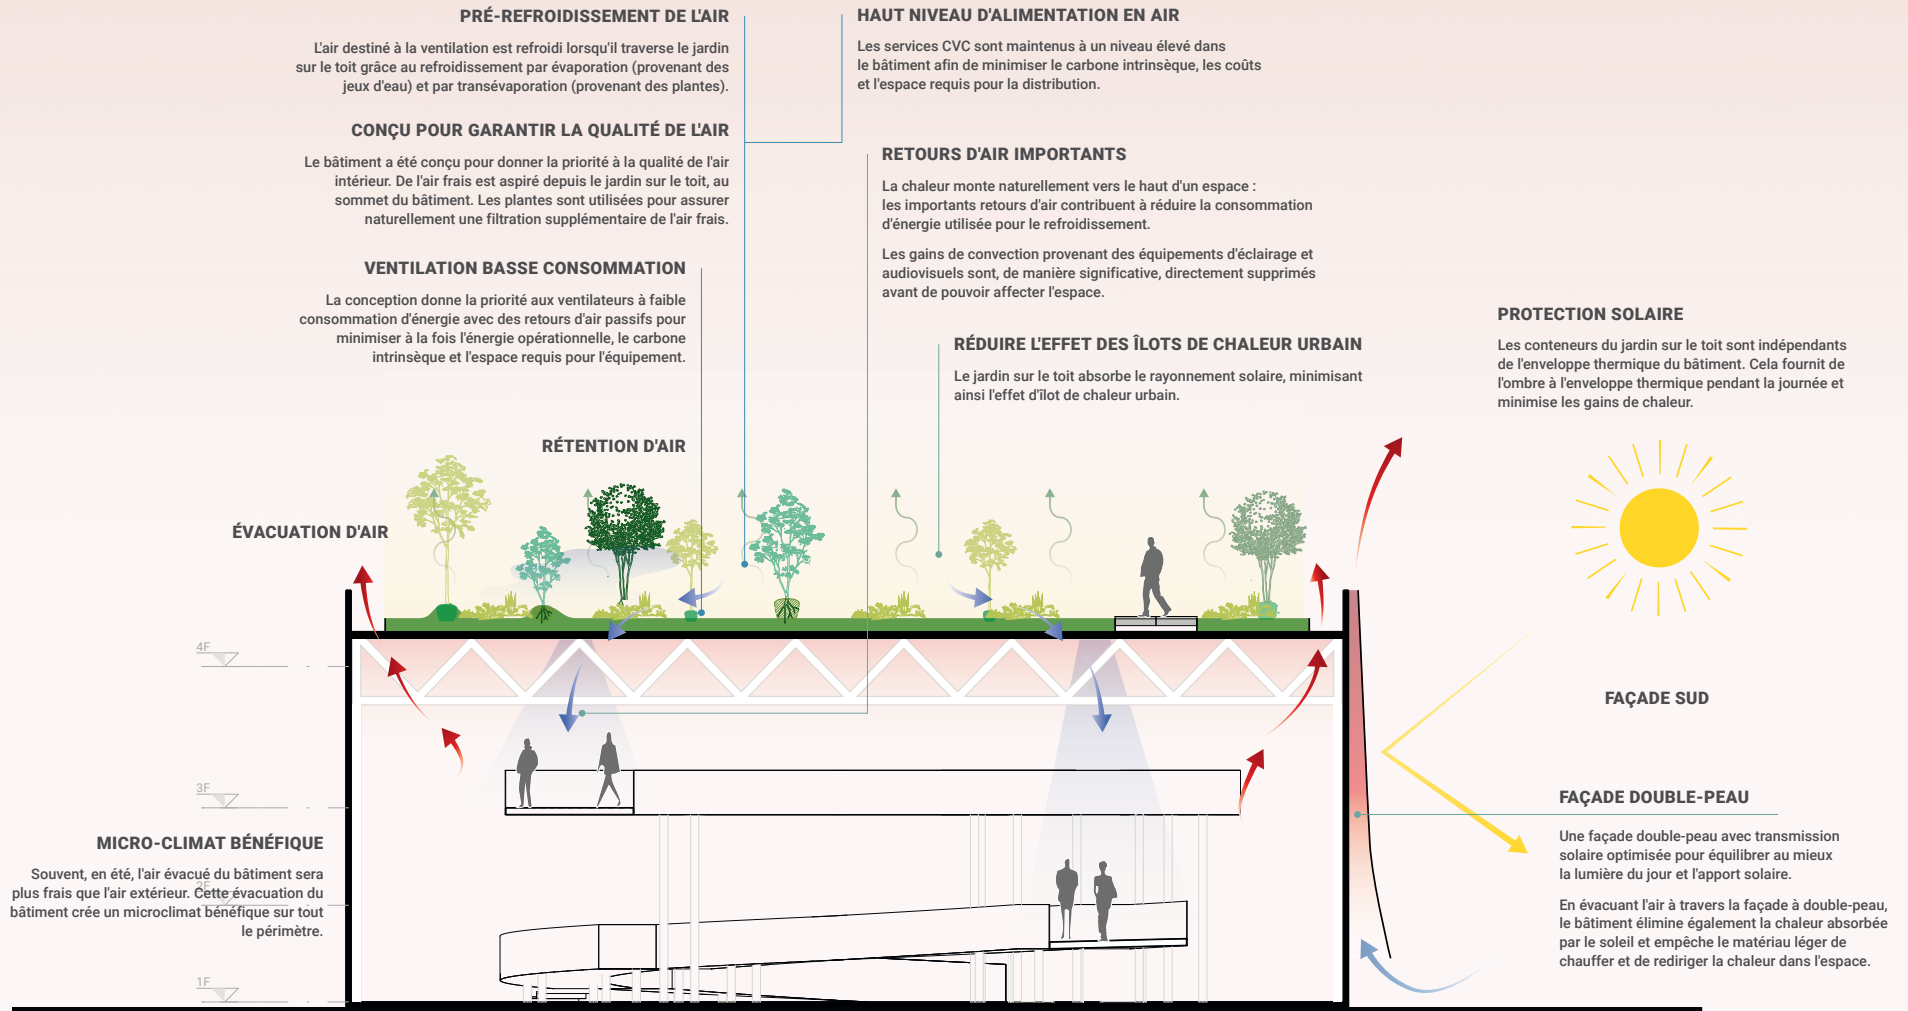 PRÉ-REFROIDISSEMENT DE L'AIR
L'air destiné à la ventilation est refroidi lorsqu'il traverse le jardin
sur le toit grâce au refroidissement par évaporation (provenant des
jeux d'eau) et par transévaporation (provenant des plantes).
HAUT NIVEAU D'ALIMENTATION EN AIR
Les services CVC sont maintenus à un niveau élevé dans
le bâtiment afin de minimiser le carbone intrinsèque, les coûts
et l'espace requis pour la distribution.
CONÇU POUR GARANTIR LA QUALITÉ DE L'AIR
Le bâtiment a été conçu pour donner la priorité à la qualité de l'air
intérieur. De l'air frais est aspiré depuis le jardin sur le toit, au
sommet du bâtiment. Les plantes sont utilisées pour assurer
naturellement une filtration supplémentaire de l'air frais.
RETOURS D'AIR IMPORTANTS
La chaleur monte naturellement vers le haut d'un espace :
les importants retours d'air contribuent à réduire la consommation
d'énergie utilisée pour le refroidissement.
Les gains de convection provenant des équipements d'éclairage et
audiovisuels sont, de manière significative, directement supprimés
avant de pouvoir affecter l'espace.
VENTILATION BASSE CONSOMMATION
La conception donne la priorité aux ventilateurs à faible
consommation d'énergie avec des retours d'air passifs pour
minimiser à la fois l'énergie opérationnelle, le carbone
intrinsèque et l'espace requis pour l'équipement.
RÉDUIRE L'EFFET DES ÎLOTS DE CHALEUR URBAIN
Le jardin sur le toit absorbe le rayonnement solaire, minimisant
ainsi l'effet d'îlot de chaleur urbain.
PROTECTION SOLAIRE
Les conteneurs du jardin sur le toit sont indépendants
de l'enveloppe thermique du bâtiment. Cela fournit de
l'ombre à l'enveloppe thermique pendant la journée et
minimise les gains de chaleur.
RÉTENTION D'AIR
ÉVACUATION D'AIR
4F
FAÇADE SUD
3F
MICRO-CLIMAT BÉNÉFIQUE
Souvent, en été, l'air évacué du bâtiment sera
plus frais que l'air extérieur. Cette évacuation du
bâtiment crée un microclimat bénéfique sur tout
le périmètre.
2F
FAÇADE DOUBLE-PEAU
Une façade double-peau avec transmission
solaire optimisée pour équilibrer au mieux
la lumière du jour et l'apport solaire.
En évacuant l'air à travers la façade à double-peau,
le bâtiment élimine également la chaleur absorbée
par le soleil et empêche le matériau léger de
chauffer et de rediriger la chaleur dans l'espace.
1F